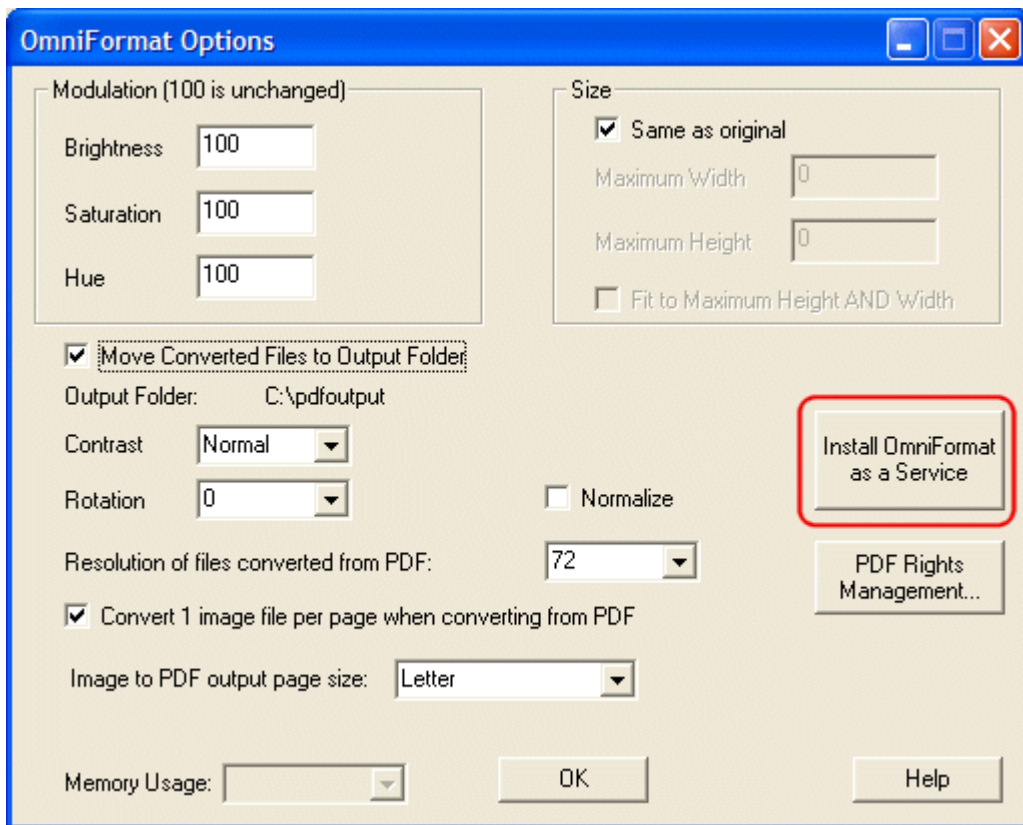 OmniFormat Options
Modulation (100 is unchanged)
Brightness 100
Saturation 100
Hue 100
Size
Same as original
Maximum Width 0
Maximum Height 0
Fit to Maximum Height AND Width
Move Converted Files to Output Folder
Output Folder: C:\pdfoutput
Contrast Normal
Rotation 0
Normalize
Install OmniFormat
as a Service
Resolution of files converted from PDF: 72
PDF Rights
Management...
Convert 1 image file per page when converting from PDF
Image to PDF output page size: Letter
Memory Usage:
OK
Help